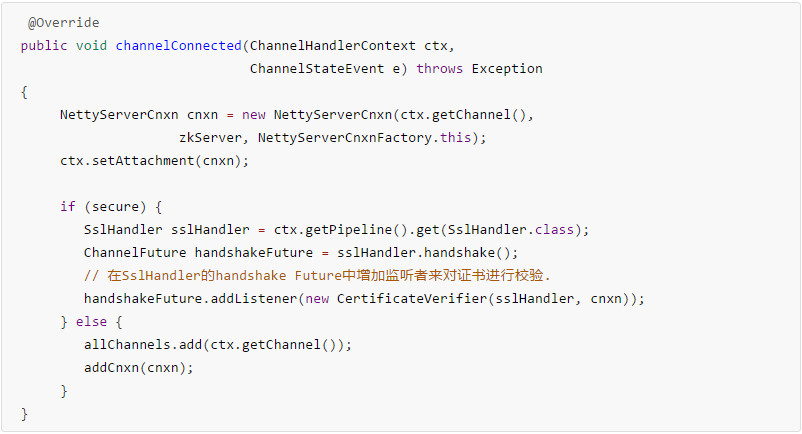 @Override
public void channelConnected(ChannelHandlerContext ctx,
                             ChannelStateEvent e) throws Exception
{
     NettyServerCnxn cnxn = new NettyServerCnxn(ctx.getChannel(),
                    zkServer, NettyServerCnxnFactory.this);
     ctx.setAttachment(cnxn);

     if (secure) {
        SslHandler sslHandler = ctx.getPipeline().get(SslHandler.class);
        ChannelFuture handshakeFuture = sslHandler.handshake();
        // 在SslHandler的handshake Future中增加监听者来对证书进行校验.
        handshakeFuture.addListener(new CertificateVerifier(sslHandler, cnxn));
     } else {
        allChannels.add(ctx.getChannel());
        addCnxn(cnxn);
     }
}